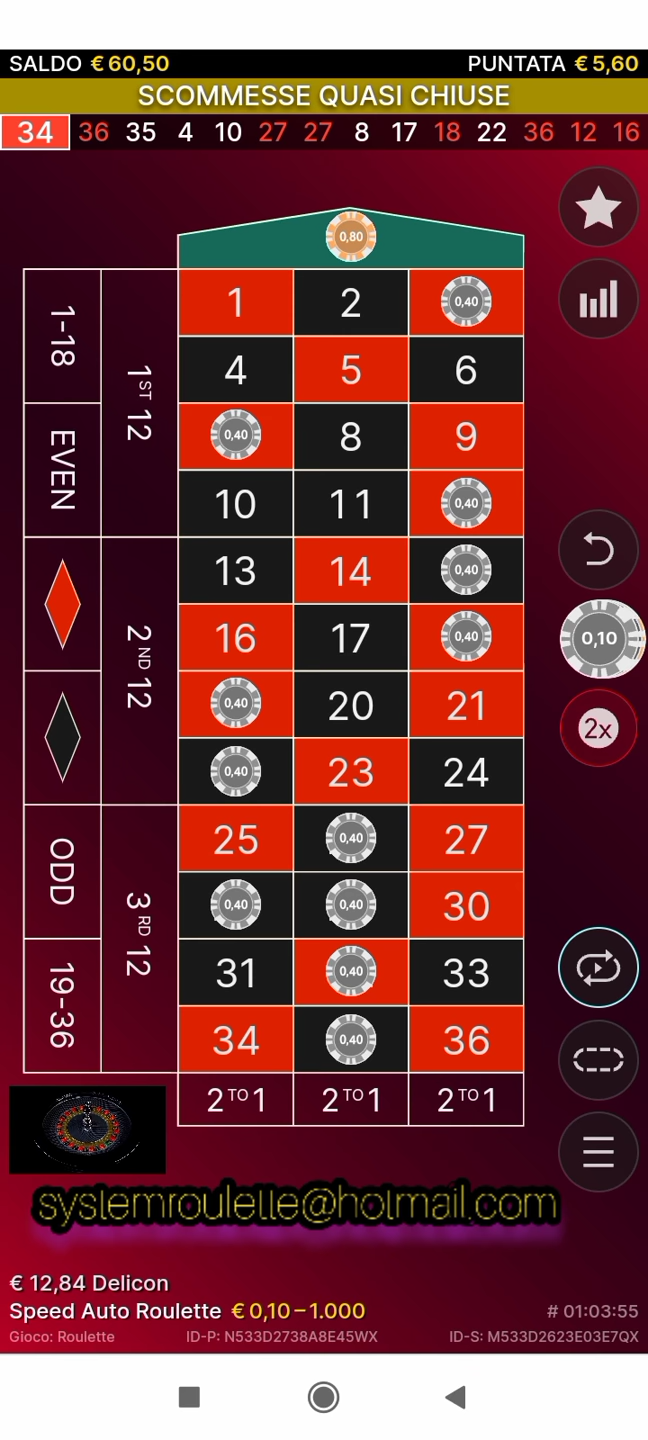 SALDO € 60,50 PUNTATA € 5,60
SCOMMESSE QUASI CHIUSE
34 36 35 4 10 27 27 8 17 18 22 36 12 16
0,80
1-18 1ST 12 1 2 0,40
4 5 6
EVEN 0,40 8 9
10 11 0,40
2ND 12 13 14 0,40
16 17 0,40
0,40 20 21
0,40 23 24
0,10
2x
ODD 3RD 12 25 0,40 27
0,40 0,40 30
19-36 31 0,40 33
34 0,40 36
2TO1 2TO1 2TO1
systemroulette@hotmail.com
€ 12,84 Delicon
Speed Auto Roulette € 0,10–1.000 # 01:03:55
Gioco: Roulette ID-P: N533D2738A8E45WX ID-S: M533D2623E03E7QX